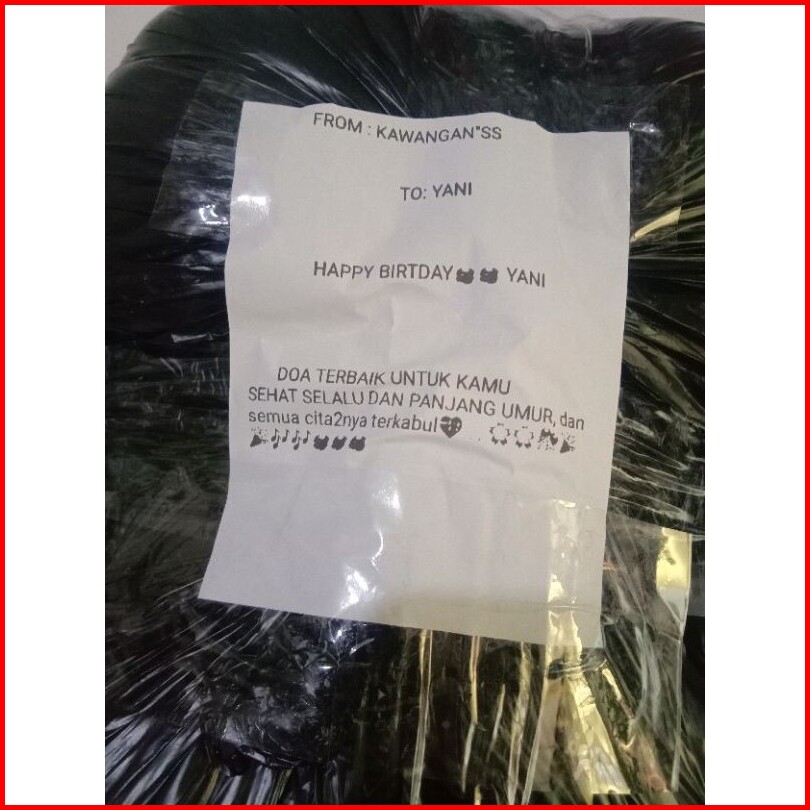 FROM : KAWANGAN"SS
TO: YANI
HAPPY BIRTDAY YANI
DOA TERBAIK UNTUK KAMU
SEHAT SELALU DAN PANJANG UMUR, dan
semua cita2nya terkabul